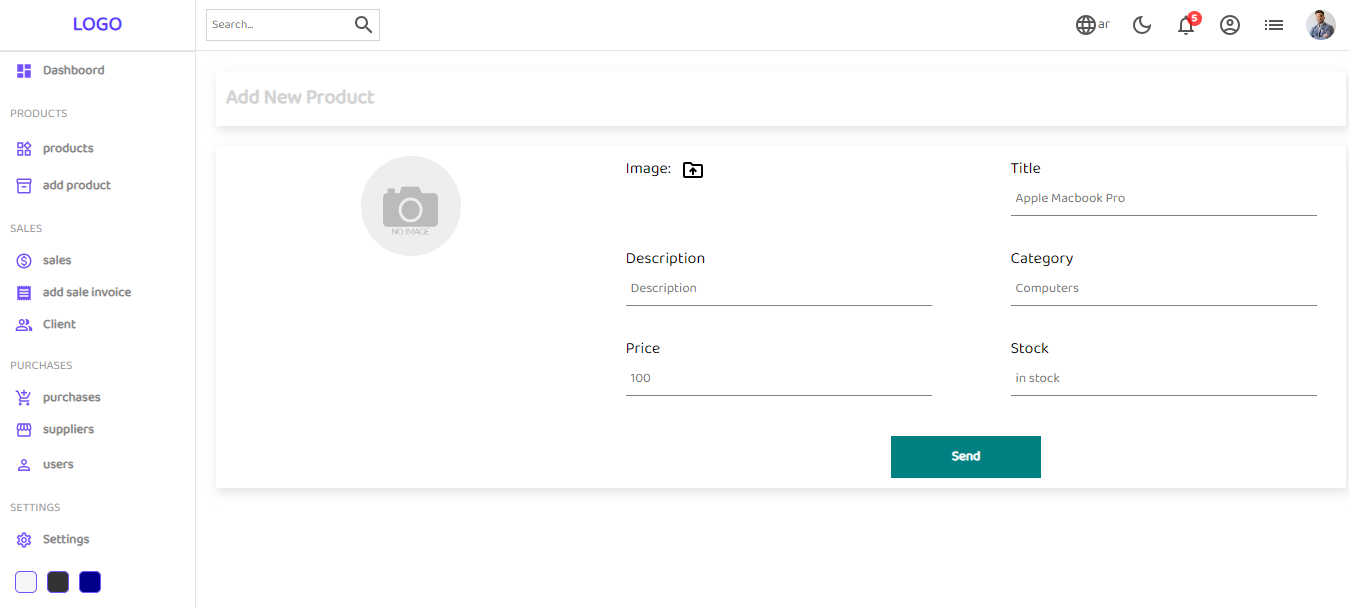 LOGO
Search...
ar
5
Dashboord
PRODUCTS
products
add product
SALES
sales
add sale invoice
Client
PURCHASES
purchases
suppliers
users
SETTINGS
Settings
Add New Product
NO IMAGE
Image:
Title
Apple Macbook Pro
Description
Description
Category
Computers
Price
100
Stock
in stock
Send